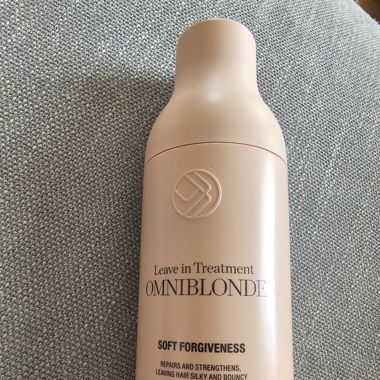 Leave in Treatment
OMNIBLONDE
SOFT FORGIVENESS
REPAIRS AND STRENGTHENS,
LEAVING HAIR SILKY AND BOUNCY